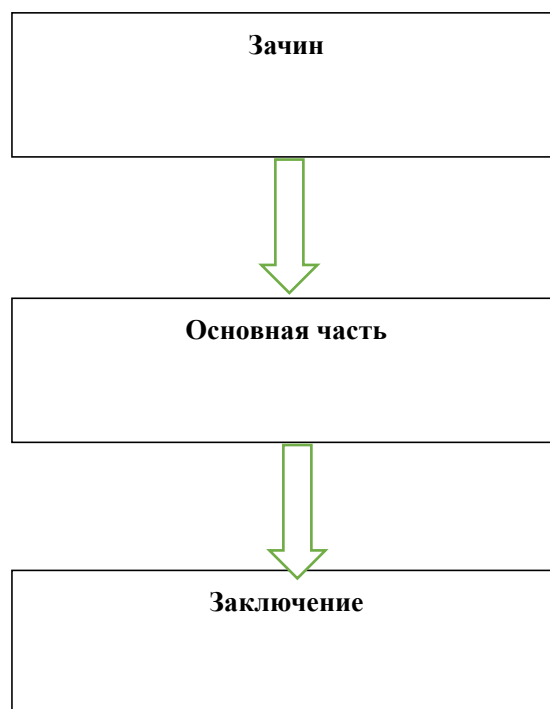 Зачин
Основная часть
Заключение